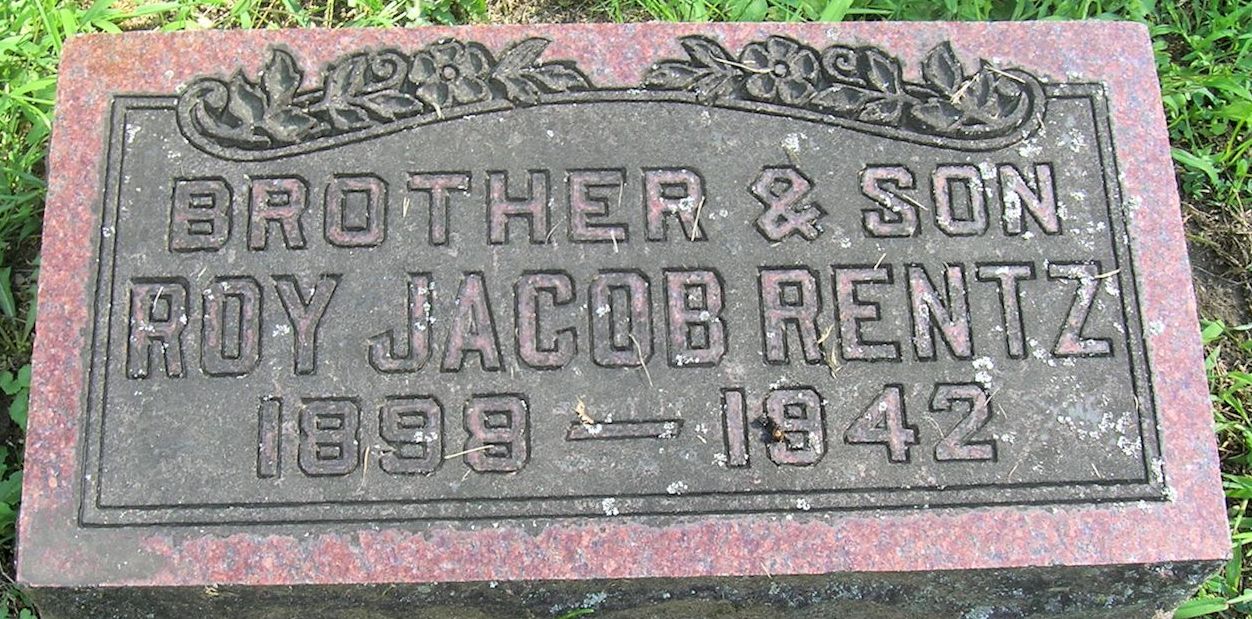 BROTHER & SON
ROY JACOB RENTZ
1898 — 1942